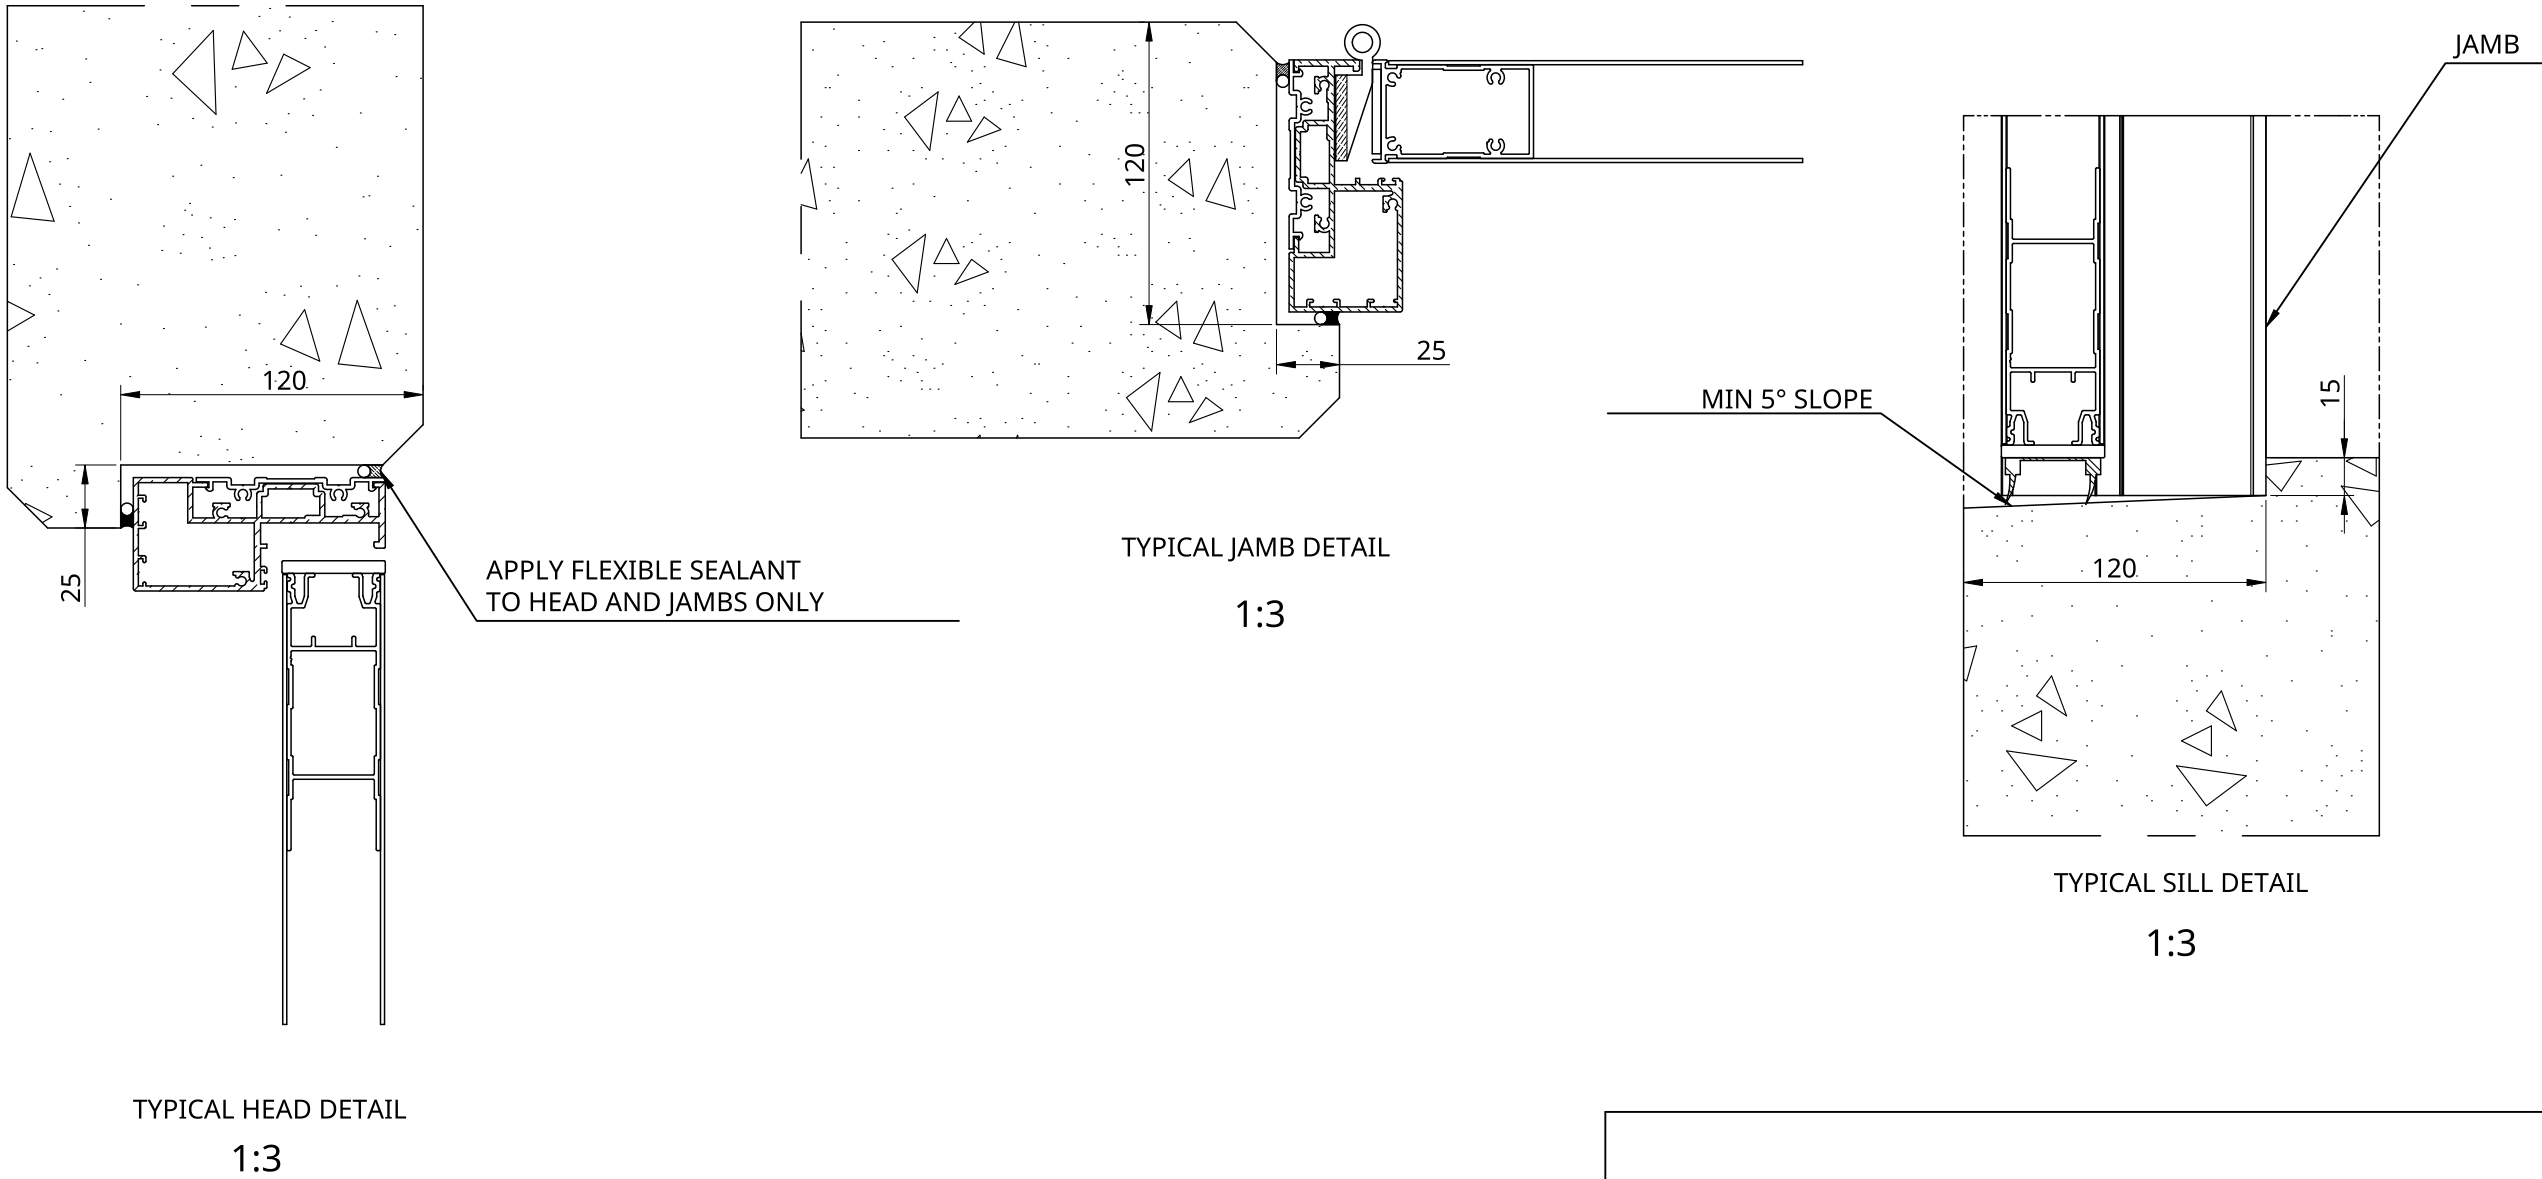 120
25
APPLY FLEXIBLE SEALANT
TO HEAD AND JAMBS ONLY
TYPICAL HEAD DETAIL
1:3
120
25
TYPICAL JAMB DETAIL
1:3
JAMB
MIN 5° SLOPE
15
120
TYPICAL SILL DETAIL
1:3